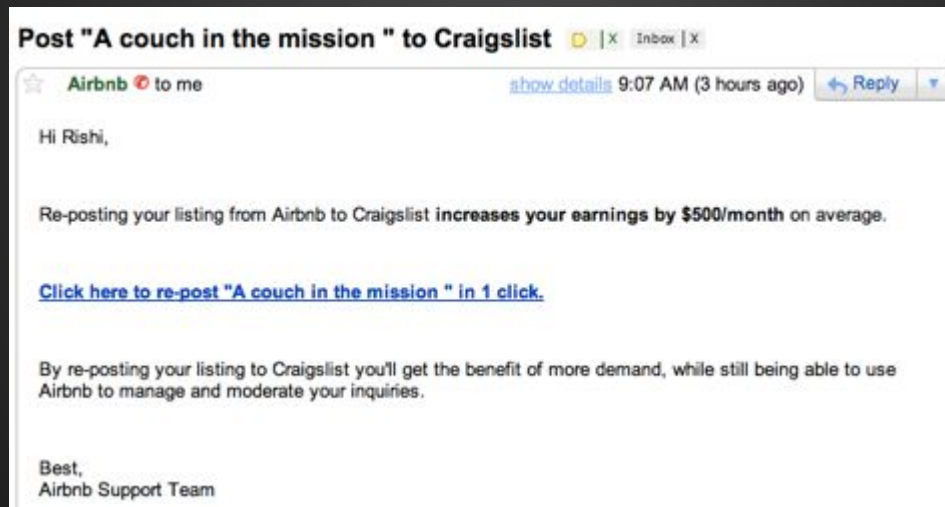 Post "A couch in the mission " to Craigslist | X Inbox | X
Airbnb to me show details 9:07 AM (3 hours ago) Reply
Hi Rishi,
Re-posting your listing from Airbnb to Craigslist increases your earnings by $500/month on average.
Click here to re-post "A couch in the mission " in 1 click.
By re-posting your listing to Craigslist you'll get the benefit of more demand, while still being able to use
Airbnb to manage and moderate your inquiries.
Best,
Airbnb Support Team